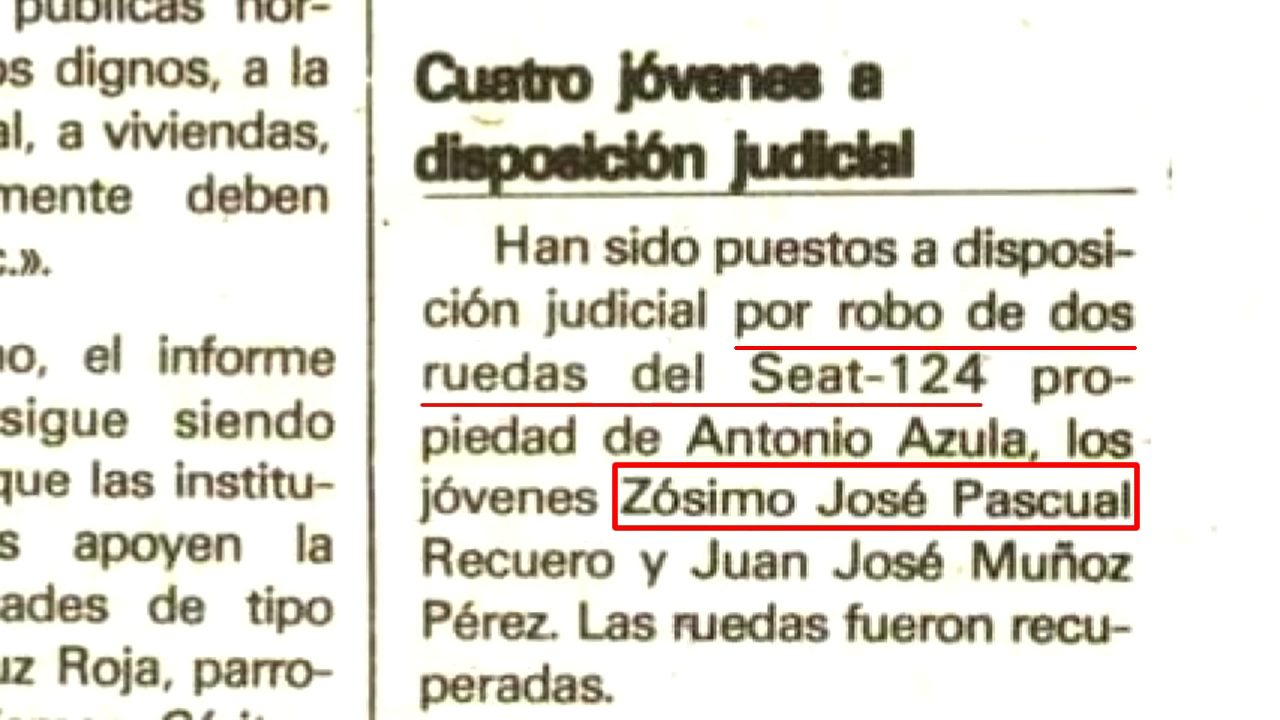 públicas nor-
os dignos, a la
al, a viviendas,
mente deben
c.».
no, el informe
sigue siendo
que las institu-
s apoyen la
ades de tipo
uz Roja, parro-
Cuatro jóvenes a
disposición judicial
Han sido puestos a disposi-
ción judicial por robo de dos
ruedas del Seat-124 pro-
piedad de Antonio Azula, los
jóvenes Zósimo José Pascual
Recuero y Juan José Muñoz
Pérez. Las ruedas fueron recu-
peradas.